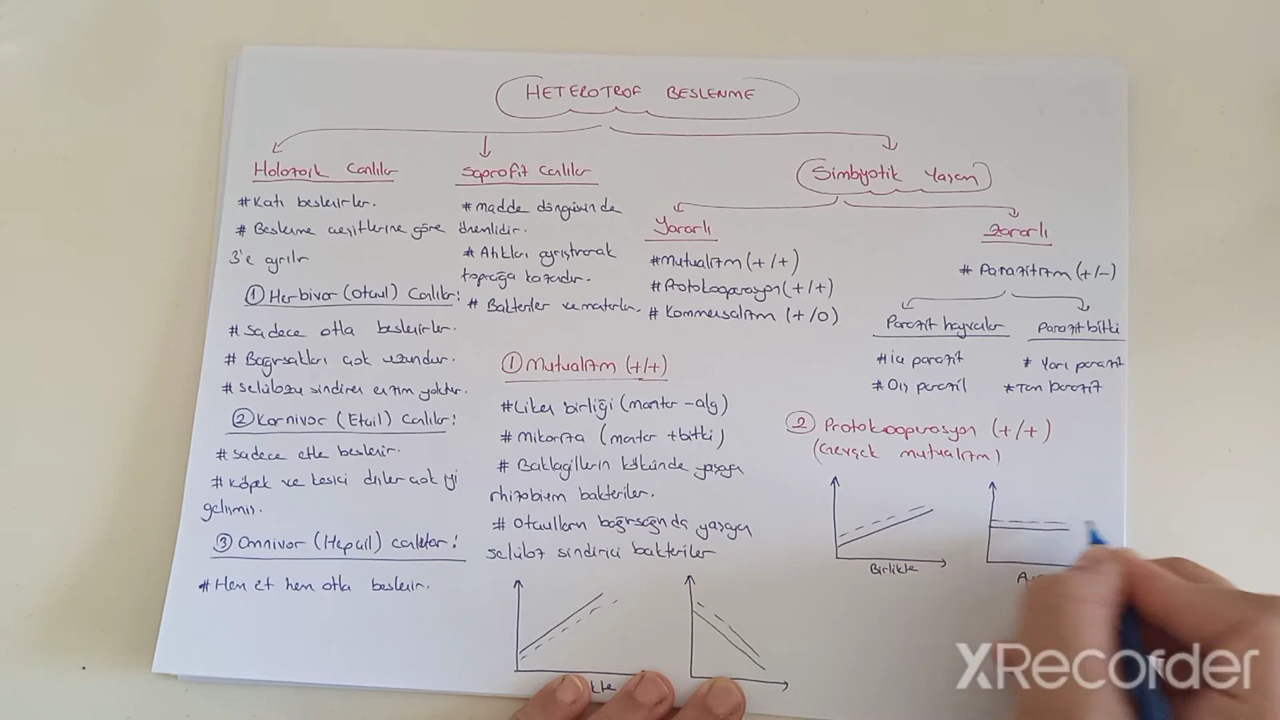 HETEROTROF BESLENME
Holozoik Canlılar
# Katı beslenirler.
# Beslenme çeşitlerine göre
3'e ayrılır
① Herbivor (Otçul) Canlılar:
# Sadece otla beslenirler.
# Bağırsakları çok uzundur.
# Selülozu sindiren enzim yoktur.
② Karnivor (Etçil) Canlılar:
# Sadece etle beslenir.
# Köpek ve kesici dişler çok iyi
gelişmiş.
③ Omnivor (Hepçil) canlılar:
# Hem et hem otla beslenir.
Saprofit Canlılar
# madde döngüsünde
önemlidir.
# Atıkları ayrıştırarak
toprağa kazandır.
# Bakteriler ve mantarlar.
Simbiyotik Yaşam
Yararlı
# Mutualizm (+/+)
# Protokooperasyon (+/+)
# Kommensalizm (+/0)
Zararlı
# Parazitizm (+/-)
Parazit hayvanlar
# İç parazit
# Dış parazit
Parazit bitki
* Yarı parazit
* Tam parazit
① Mutualizm (+/+)
# Liken birliği (mantar - alg)
# Mikoriza (mantar + bitki)
# Baklagillerin kökünde yaşayan
rhizobium bakteriler.
# Otçulların bağırsağında yaşayan
selüloz sindirici bakteriler
② Protokooperasyon (+/+)
(Gevşek mutualizm)
Birlikte
XRecorder